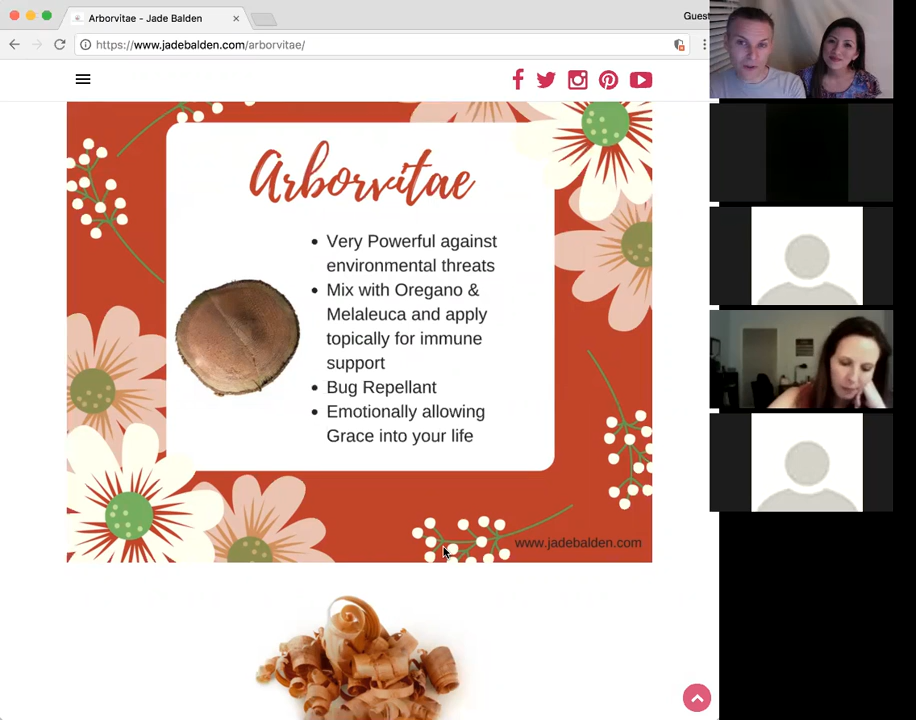 Arborvitae - Jade Balden
Guest
https://www.jadebalden.com/arborvitae/
Arborvitae
Very Powerful against
environmental threats
Mix with Oregano &
Melaleuca and apply
topically for immune
support
Bug Repellant
Emotionally allowing
Grace into your life
www.jadebalden.com